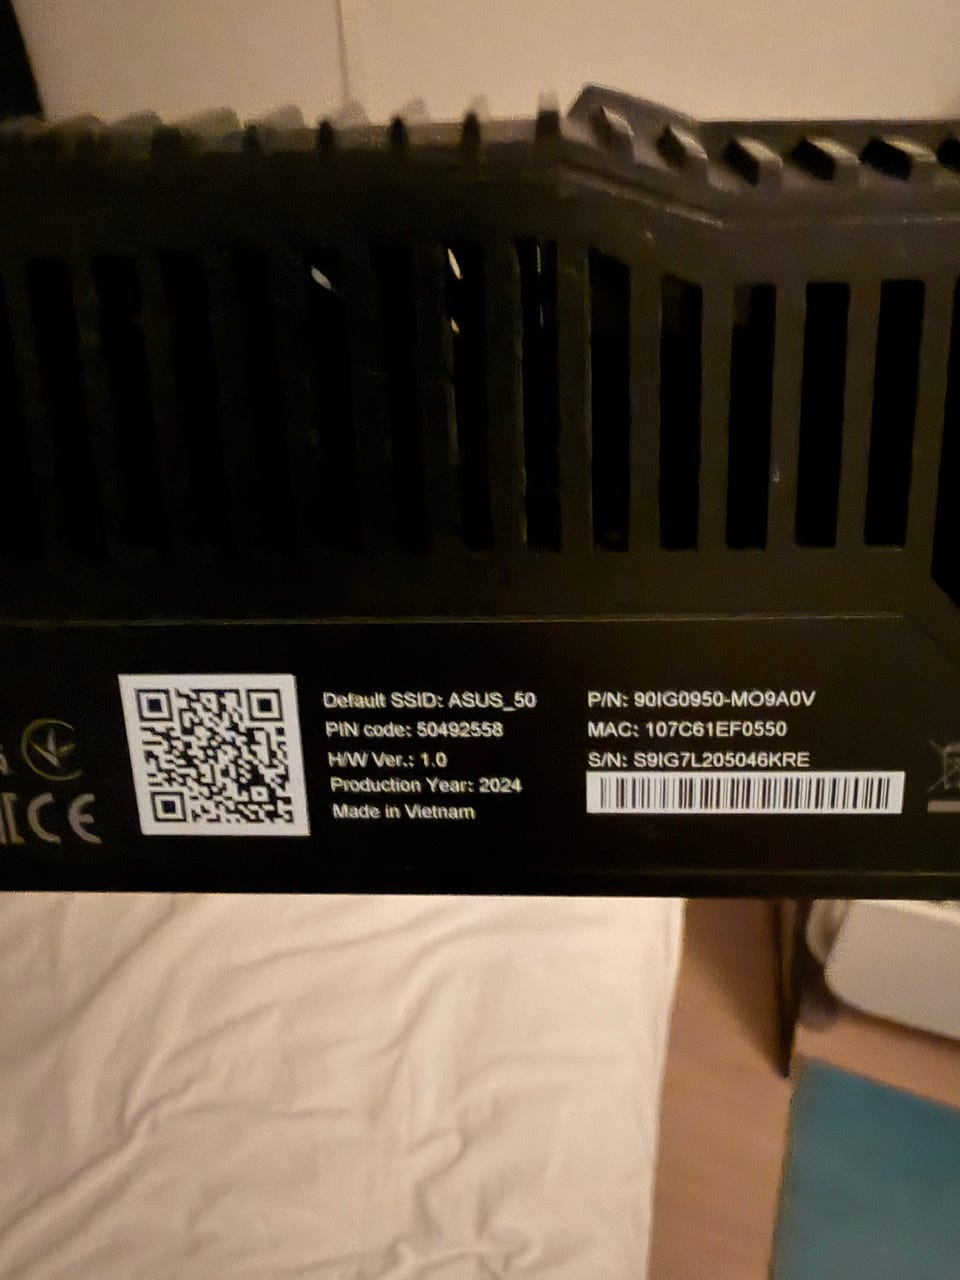 Default SSID: ASUS_50
PIN code: 50492558
H/W Ver.: 1.0
Production Year: 2024
Made in Vietnam
P/N: 90IG0950-MO9A0V
MAC: 107C61EF0550
S/N: S9IG7L205046KRE
CE